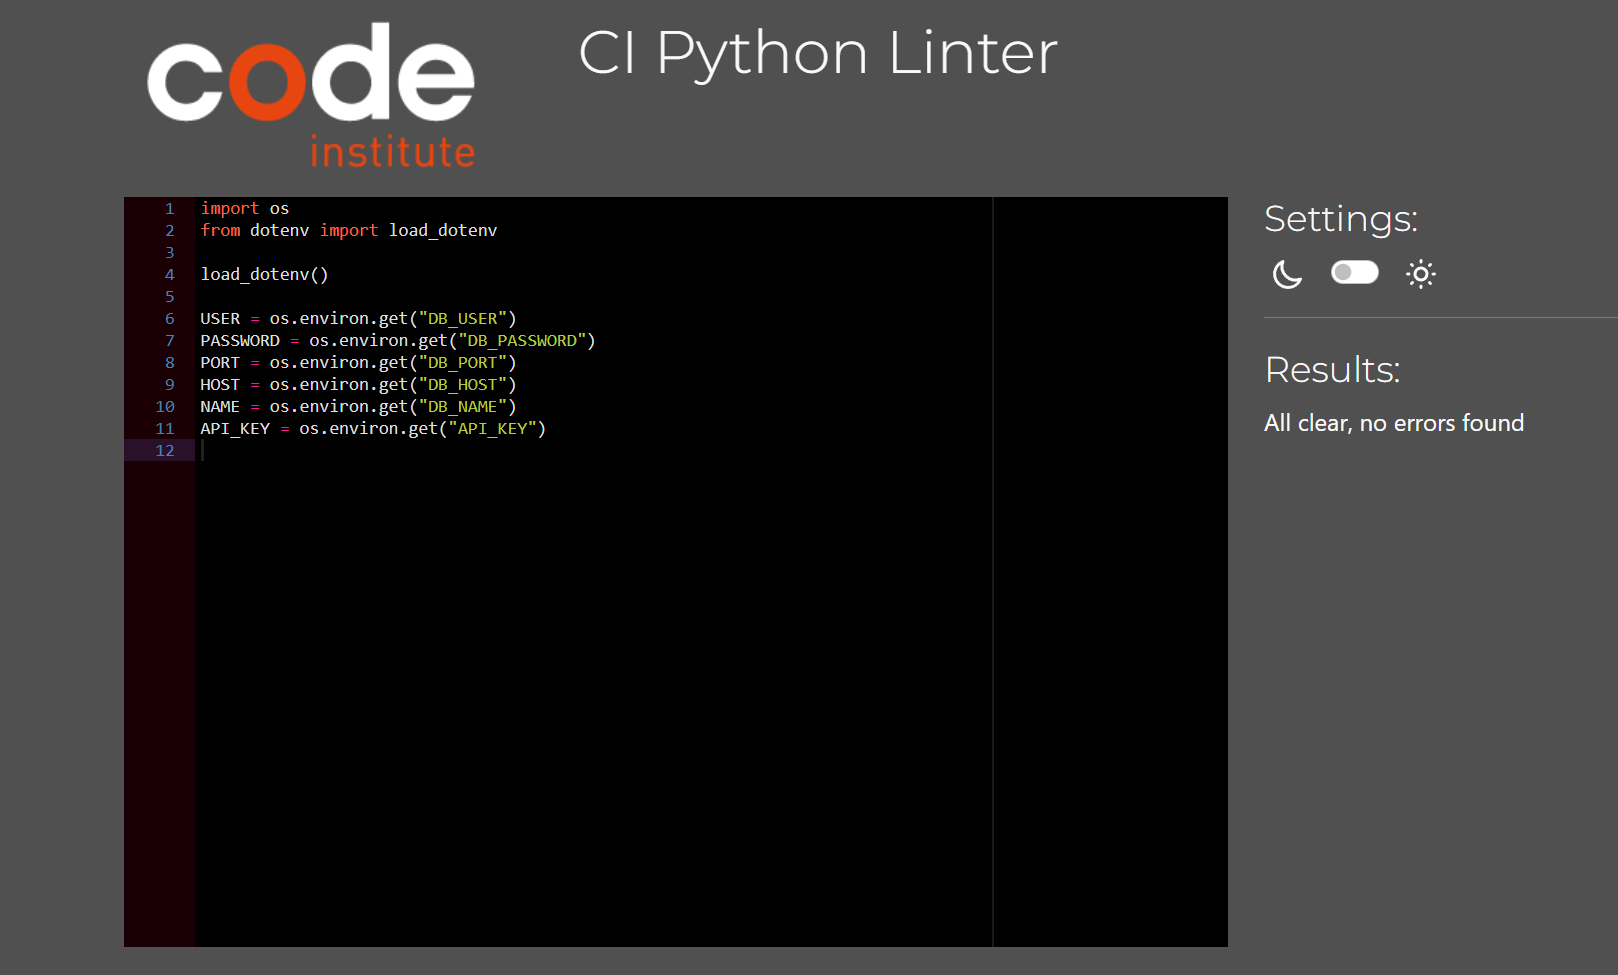 code
institute
CI Python Linter
1 import os
2 from dotenv import load_dotenv
3
4 load_dotenv()
5
6 USER = os.environ.get("DB_USER")
7 PASSWORD = os.environ.get("DB_PASSWORD")
8 PORT = os.environ.get("DB_PORT")
9 HOST = os.environ.get("DB_HOST")
10 NAME = os.environ.get("DB_NAME")
11 API_KEY = os.environ.get("API_KEY")
12
Settings:
Results:
All clear, no errors found